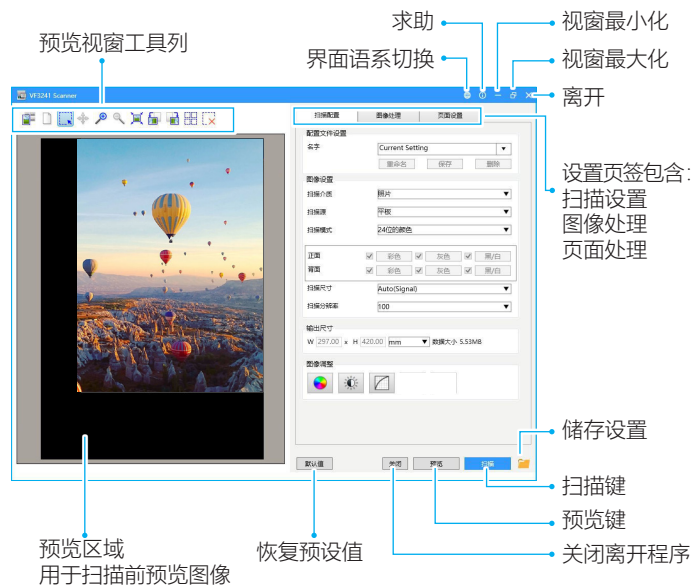 求助
视窗最小化
预览视窗工具列
界面语系切换
视窗最大化
离开
VF3241 Scanner
扫描配置 图像处理 页面设置
配置文件设置
名字 Current Setting
重命名 保存 删除
图像设置
扫描介质 照片
扫描源 平板
扫描模式 24位的颜色
正面 彩色 灰色 黑/白
背面 彩色 灰色 黑/白
扫描尺寸 Auto(Signal)
扫描分辨率 100
输出尺寸
W 297.00 x H 420.00 mm 数据大小 5.53MB
图像调整
设置页签包含:
扫描设置
图像处理
页面处理
默认值 关闭 预览 扫描
储存设置
扫描键
预览键
关闭离开程序
恢复预设值
预览区域
用于扫描前预览图像